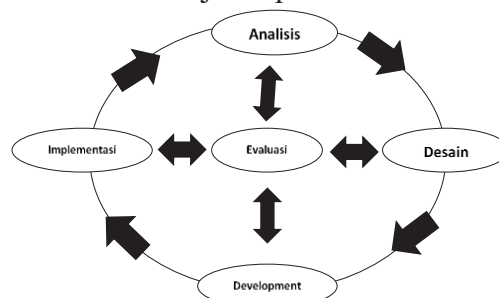 Analisis
Implementasi
Evaluasi
Desain
Development